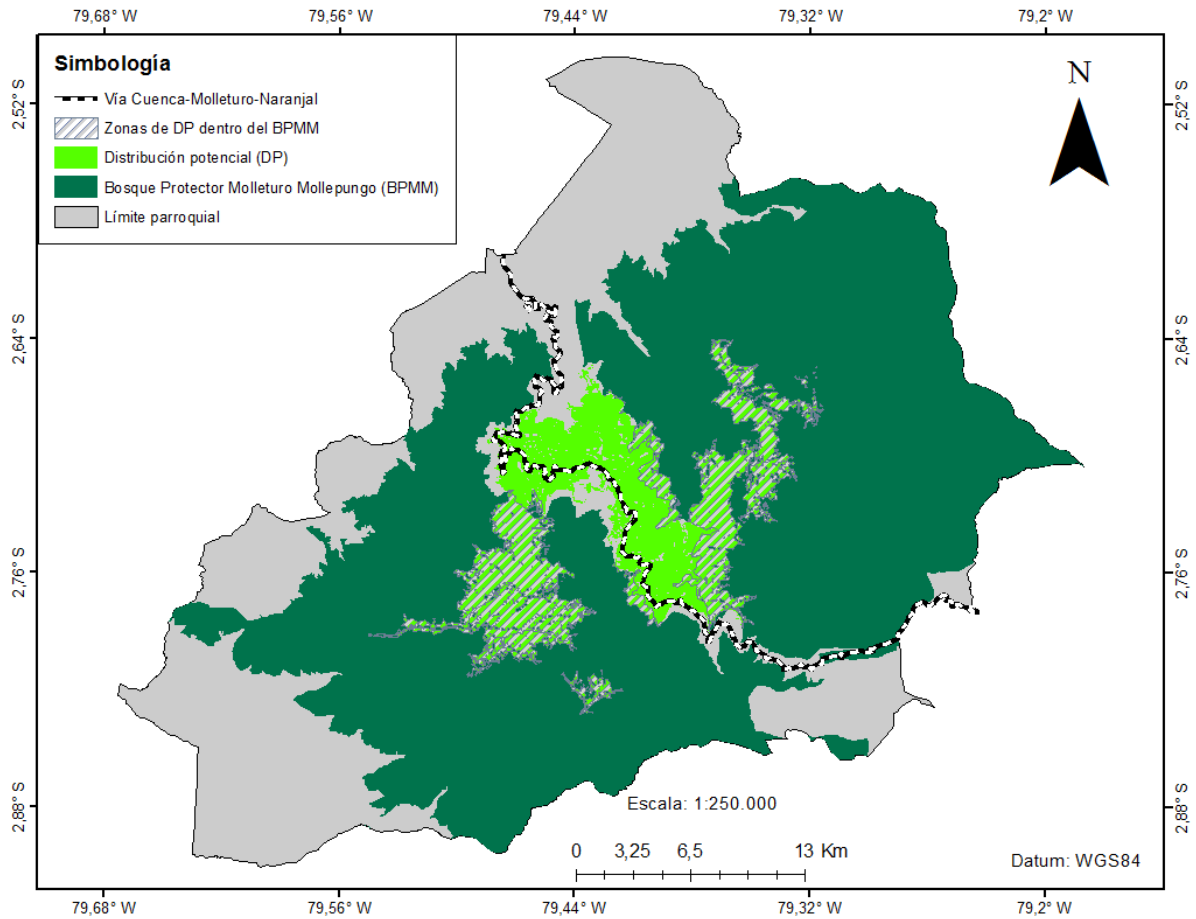 79,68° W 79,56° W 79,44° W 79,32° W 79,2° W
Simbología
Vía Cuenca-Molleturo-Naranjal
Zonas de DP dentro del BPMM
Distribución potencial (DP)
Bosque Protector Molleturo Mollepungo (BPMM)
Límite parroquial
N
2,52° S 2,52° S
2,64° S 2,64° S
2,76° S 2,76° S
2,88° S 2,88° S
Escala: 1:250.000
0 3,25 6,5 13 Km
Datum: WGS84
79,68° W 79,56° W 79,44° W 79,32° W 79,2° W